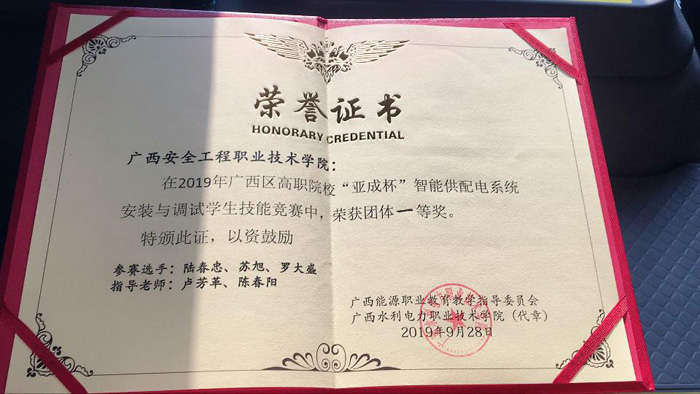 荣誉证书
HONORARY CREDENTIAL
广西安全工程职业技术学院：
在2019年广西区高职院校“亚成杯”智能供配电系统
安装与调试学生技能竞赛中，荣获团体一等奖。
特颁此证，以资鼓励
参赛选手：陆春忠、苏旭、罗大盛
指导老师：卢芳革、陈春阳
广西能源职业教育教学指导委员会
广西水利电力职业技术学院（代章）
2019年9月28日